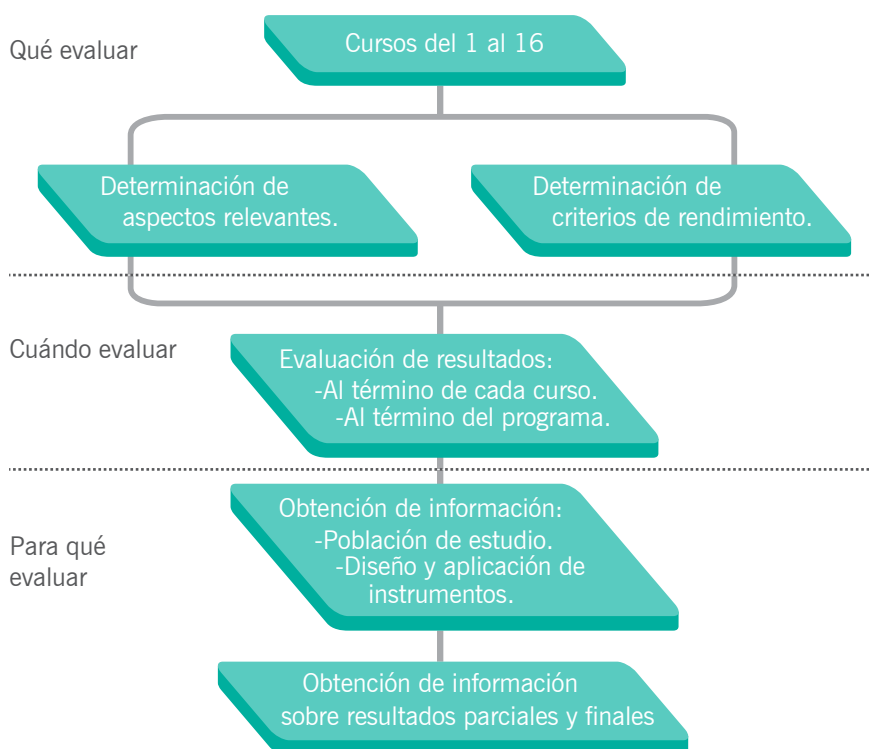 Qué evaluar
Cursos del 1 al 16
Determinación de
aspectos relevantes.
Determinación de
criterios de rendimiento.
Cuándo evaluar
Evaluación de resultados:
-Al término de cada curso.
-Al término del programa.
Para qué
evaluar
Obtención de información:
-Población de estudio.
-Diseño y aplicación de
instrumentos.
Obtención de información
sobre resultados parciales y finales